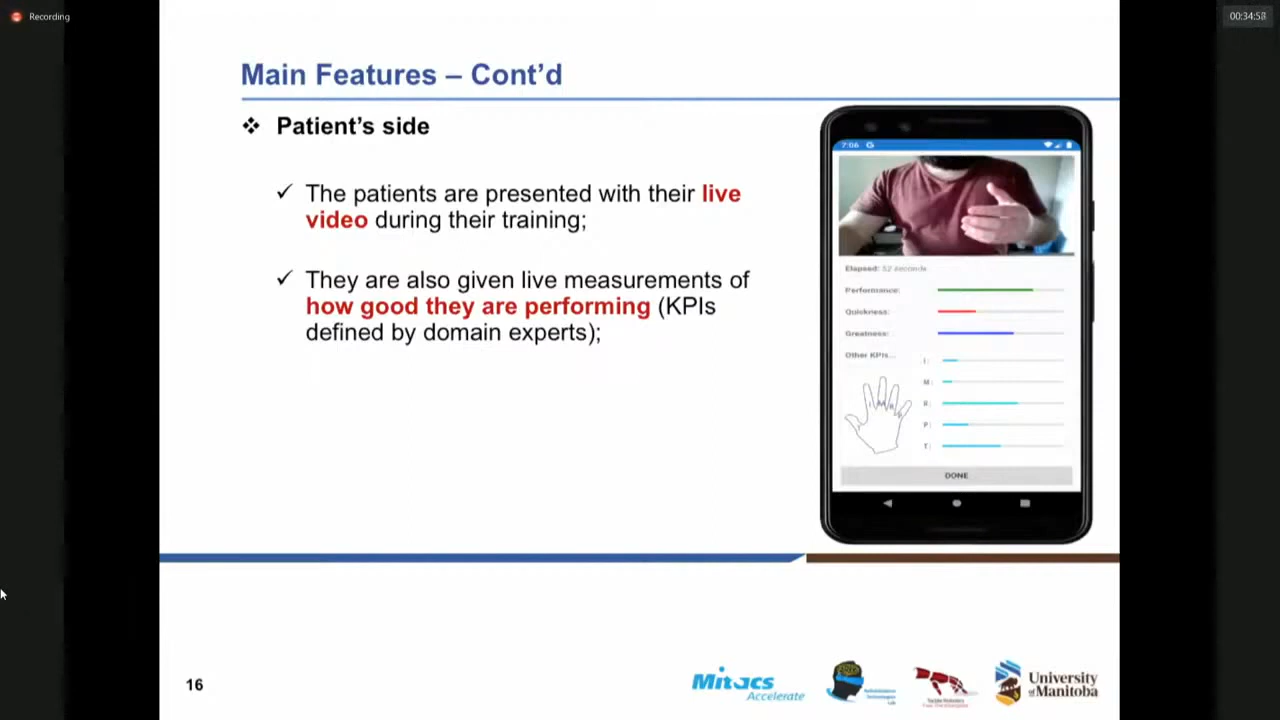 Recording
00:34:58
Main Features – Cont'd
❖ Patient's side
✓ The patients are presented with their live
video during their training;
✓ They are also given live measurements of
how good they are performing (KPIs
defined by domain experts);
7:06 G
Elapsed: 52 seconds
Performance:
Quickness:
Greatness:
Other KPIs...
I:
M:
R:
P:
T:
DONE
16
Mitacs
Accelerate
University
of Manitoba